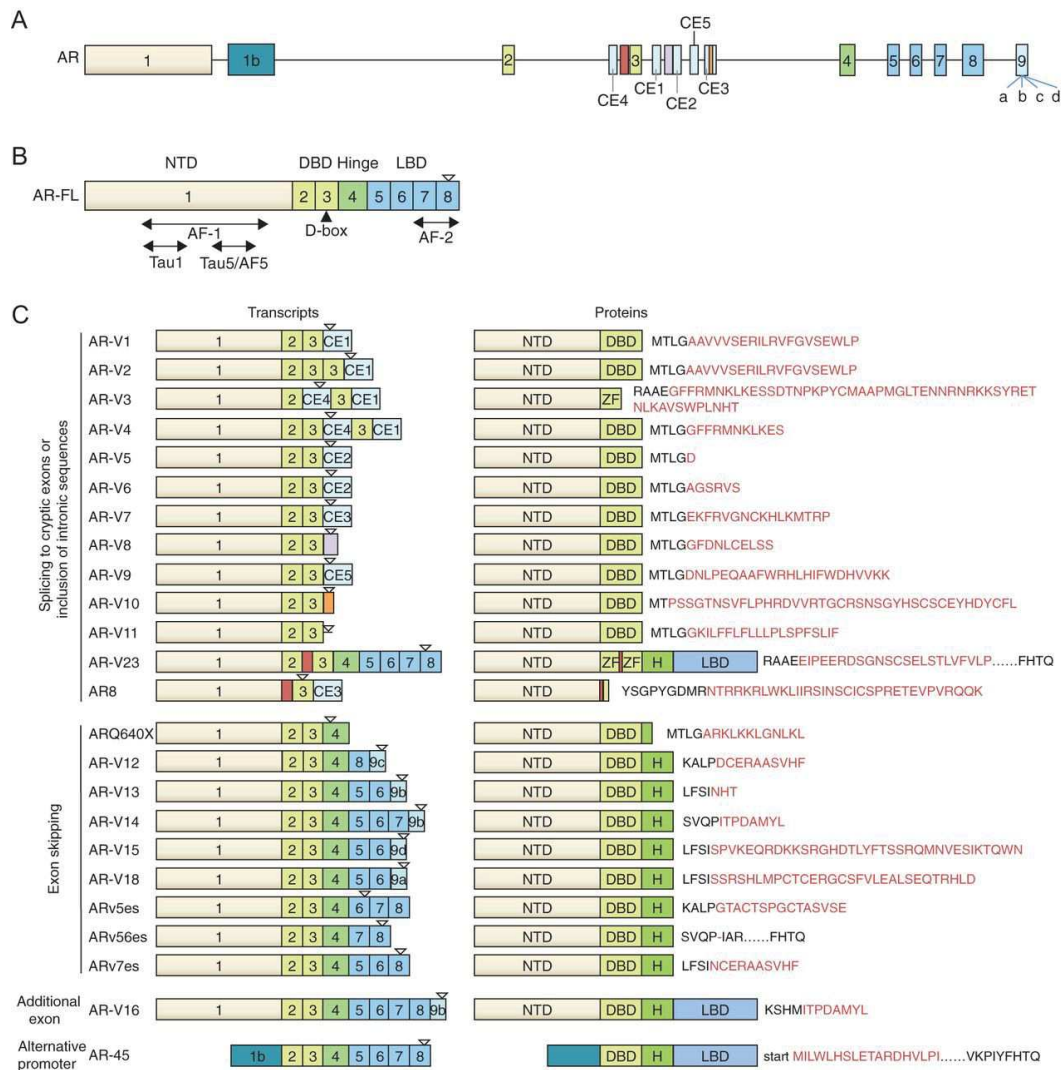 A
AR 1 1b 2 3 4 5 6 7 8 9
CE5
CE4 CE1 CE2 CE3
a b c d
B
NTD DBD Hinge LBD
AR-FL 1 2 3 4 5 6 7 8
AF-1 D-box AF-2
Tau1 Tau5/AF5
C
Transcripts Proteins
Splicing to cryptic exons or
inclusion of intronic sequences
AR-V1 1 2 3 CE1 NTD DBD MTLGAAVVVSERILRVFGVSEWLP
AR-V2 1 2 3 3 CE1 NTD DBD MTLGAAVVVSERILRVFGVSEWLP
AR-V3 1 2 CE4 3 CE1 NTD ZF RAAEGFFRMNKLKESSDTNPKPYCMAAPMGLTENNRNRKKSYRET
NLKAVSWPLNHT
AR-V4 1 2 3 CE4 3 CE1 NTD DBD MTLGGFFRMNKLKES
AR-V5 1 2 3 CE2 NTD DBD MTLGD
AR-V6 1 2 3 CE2 NTD DBD MTLGAGSRVS
AR-V7 1 2 3 CE3 NTD DBD MTLGEKFRVGNCKHLKMTRP
AR-V8 1 2 3 NTD DBD MTLGGFDNLCELSS
AR-V9 1 2 3 CE5 NTD DBD MTLGDNLPEQAAFWRHLHIFWDHVVKK
AR-V10 1 2 3 NTD DBD MTPSSGTNSVFLPHRDVVRTGCRSNSGYHSCSCEYHDYCFL
AR-V11 1 2 3 NTD DBD MTLGGKILFFLFLLLPLSPFSLIF
AR-V23 1 2 3 4 5 6 7 8 NTD ZF ZF H LBD RAAEEIPEERDSGNSCSELSTLVFVLP......FHTQ
AR8 1 3 CE3 NTD YSGPYGDMRNTRRKRLWKLIIRSINSCICSPRETEVPVRQQK
Exon skipping
ARQ640X 1 2 3 4 NTD DBD MTLGARKLKKLGNLKL
AR-V12 1 2 3 4 8 9c NTD DBD H KALPDCERAASVHF
AR-V13 1 2 3 4 5 6 9b NTD DBD H LFSINHT
AR-V14 1 2 3 4 5 6 7 9b NTD DBD H SVQPITPDAMYL
AR-V15 1 2 3 4 5 6 9d NTD DBD H LFSISPVKEQRDKKSRGHDTLYFTSSRQMNVESIKTQWN
AR-V18 1 2 3 4 5 6 9a NTD DBD H LFSISSRSHLMPCTCERGCSFVLEALSEQTRHLD
ARv5es 1 2 3 4 6 7 8 NTD DBD H KALPGTACTSPGCTASVSE
ARv56es 1 2 3 4 7 8 NTD DBD H SVQP-IAR......FHTQ
ARv7es 1 2 3 4 5 6 8 NTD DBD H LFSINCERAASVHF
Additional
exon
AR-V16 1 2 3 4 5 6 7 8 9b NTD DBD H LBD KSHMITPDAMYL
Alternative
promoter
AR-45 1b 2 3 4 5 6 7 8 DBD H LBD start MILWLHSLETARDHVLPI......VKPIYFHTQ